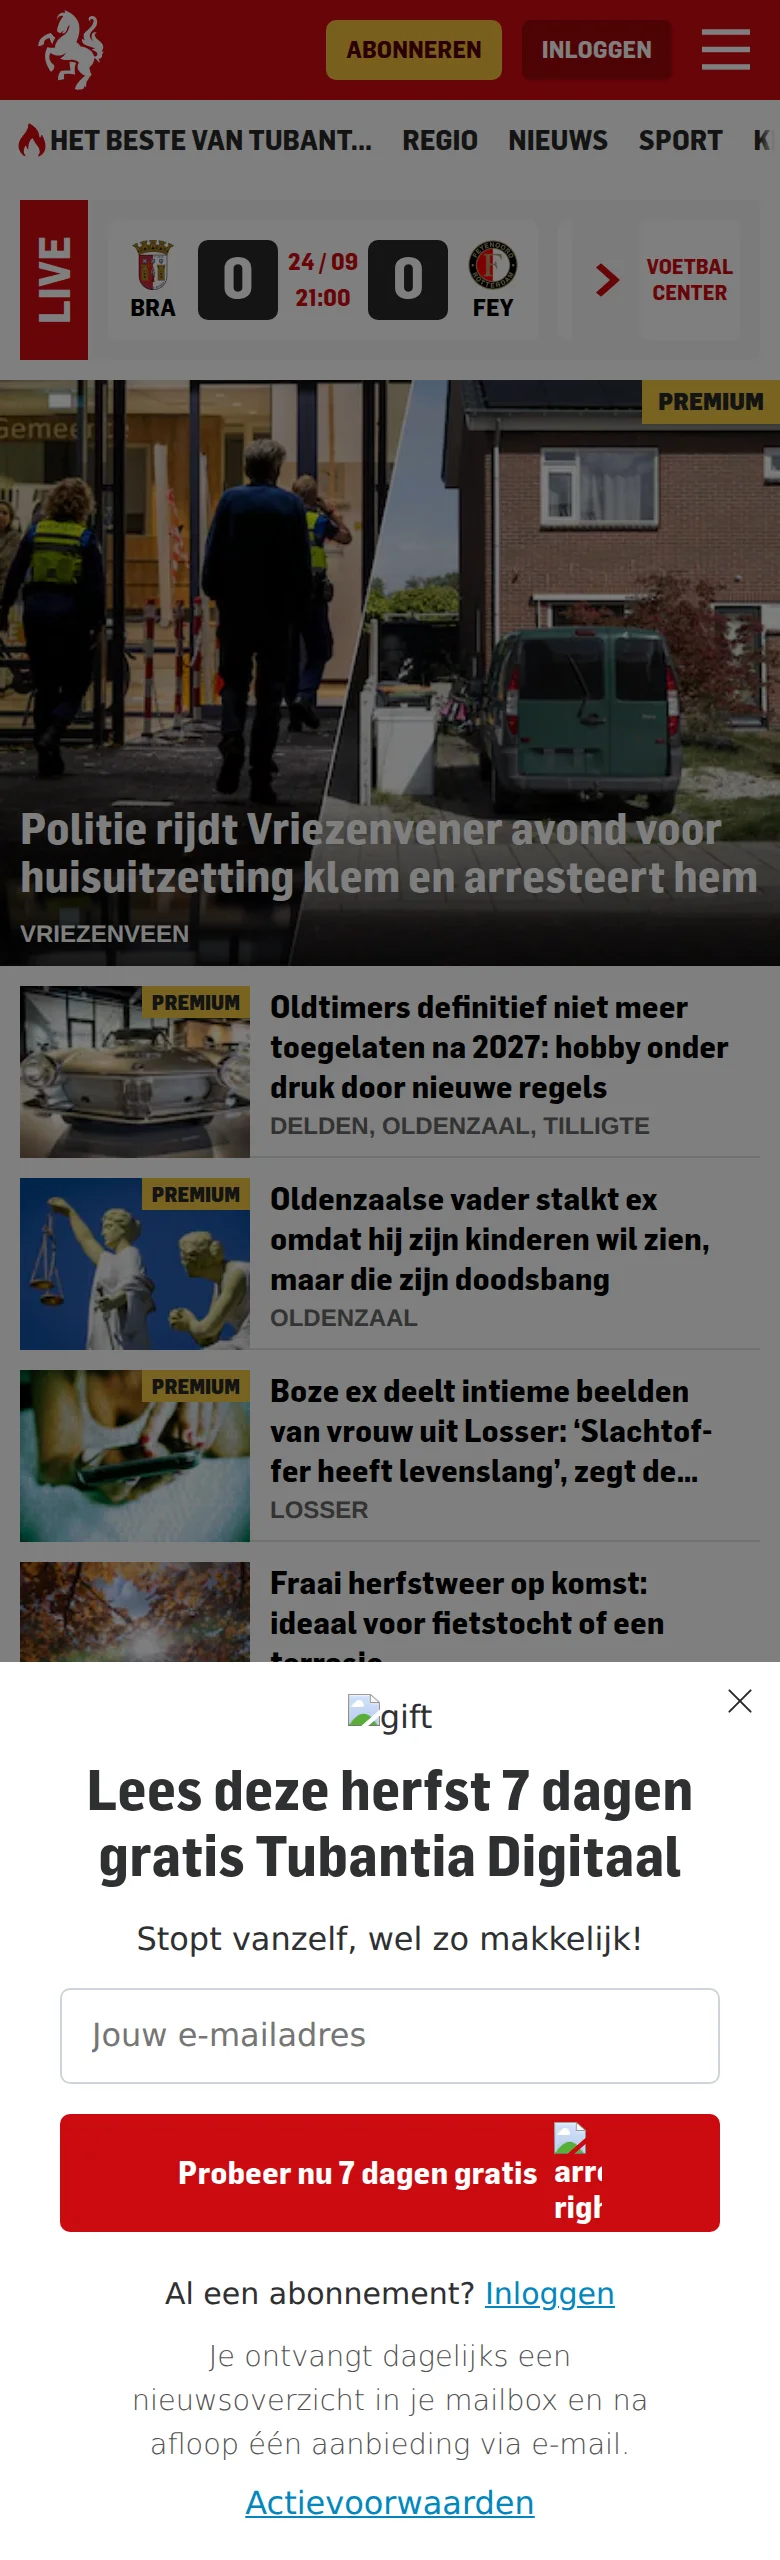 ABONNEREN
INLOGGEN
HET BESTE VAN TUBANT...
REGIO
NIEUWS
SPORT
LIVE
BRA
0
24 / 09
21:00
0
FEY
VOETBAL
CENTER
PREMIUM
Politie rijdt Vriezenvener avond voor
huisuitzetting klem en arresteert hem
VRIEZENVEEN
PREMIUM
Oldtimers definitief niet meer
toegelaten na 2027: hobby onder
druk door nieuwe regels
DELDEN, OLDENZAAL, TILLIGTE
PREMIUM
Oldenzaalse vader stalkt ex
omdat hij zijn kinderen wil zien,
maar die zijn doodsbang
OLDENZAAL
PREMIUM
Boze ex deelt intieme beelden
van vrouw uit Losser: ‘Slachtof-
fer heeft levenslang’, zegt de...
LOSSER
Fraai herfstweer op komst:
ideaal voor fietstocht of een
gift
Lees deze herfst 7 dagen
gratis Tubantia Digitaal
Stopt vanzelf, wel zo makkelijk!
Jouw e-mailadres
Probeer nu 7 dagen gratis
Al een abonnement? Inloggen
Je ontvangt dagelijks een
nieuwsoverzicht in je mailbox en na
afloop één aanbieding via e-mail.
Actievoorwaarden